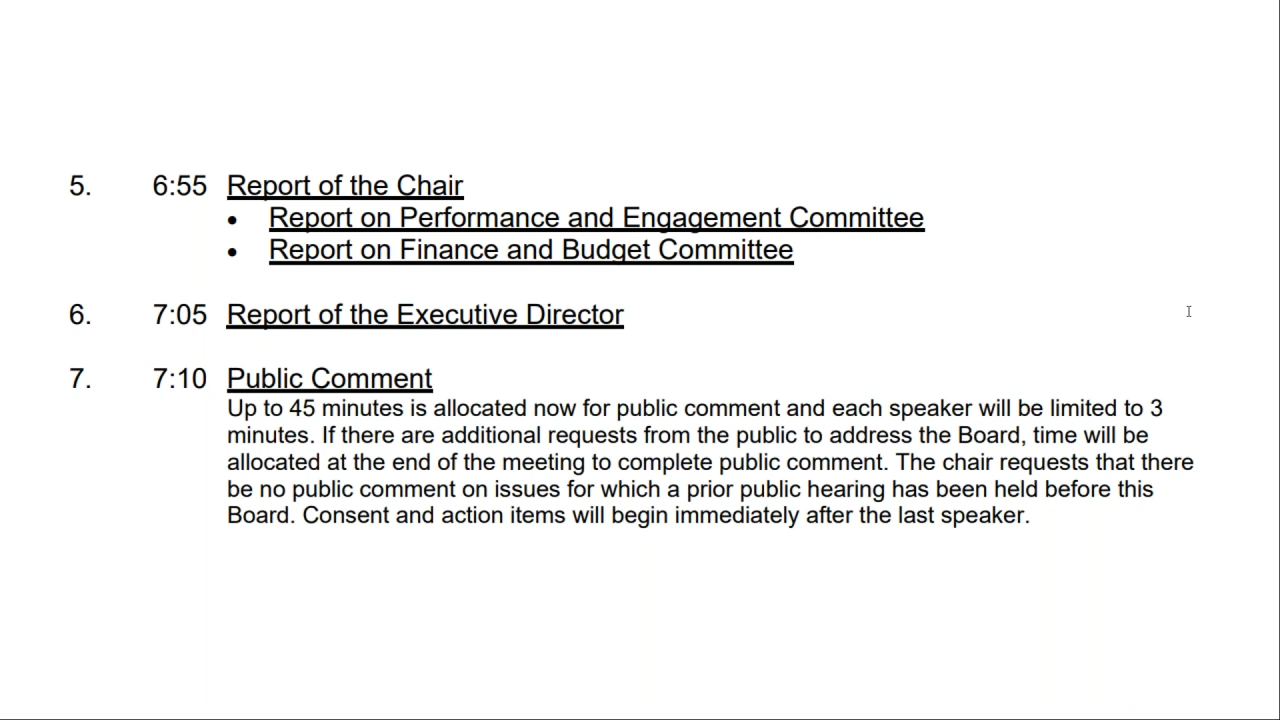 5. 6:55 Report of the Chair
• Report on Performance and Engagement Committee
• Report on Finance and Budget Committee
6. 7:05 Report of the Executive Director
7. 7:10 Public Comment
Up to 45 minutes is allocated now for public comment and each speaker will be limited to 3
minutes. If there are additional requests from the public to address the Board, time will be
allocated at the end of the meeting to complete public comment. The chair requests that there
be no public comment on issues for which a prior public hearing has been held before this
Board. Consent and action items will begin immediately after the last speaker.